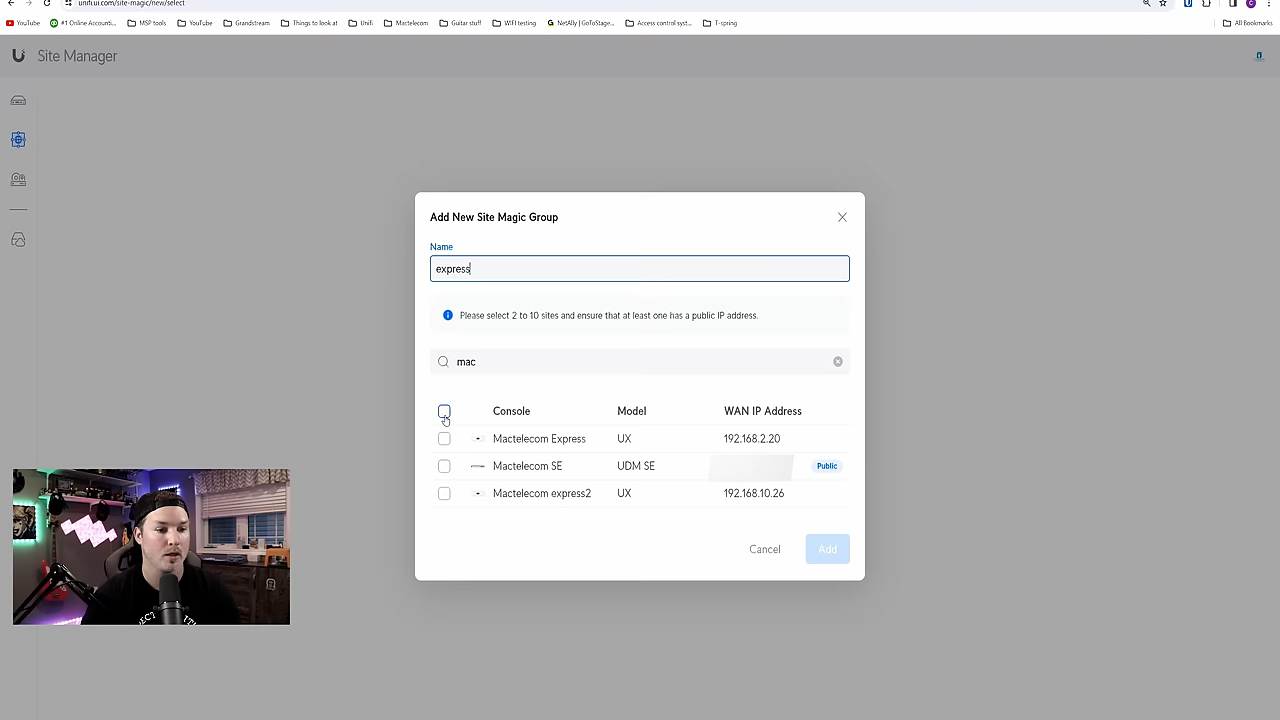 unifi.ui.com/site-magic/new/select
YouTube
#1 Online Accounti...
MSP tools
YouTube
Grandstream
Things to look at
Unifi
Mactelecom
Guitar stuff
WIFI testing
NetAlly | GoToStage...
Access control syst...
T-spring
All Bookmarks
Site Manager
Add New Site Magic Group
Name
express
Please select 2 to 10 sites and ensure that at least one has a public IP address.
mac
Console Model WAN IP Address
Mactelecom Express UX 192.168.2.20
Mactelecom SE UDM SE Public
Mactelecom express2 UX 192.168.10.26
Cancel Add